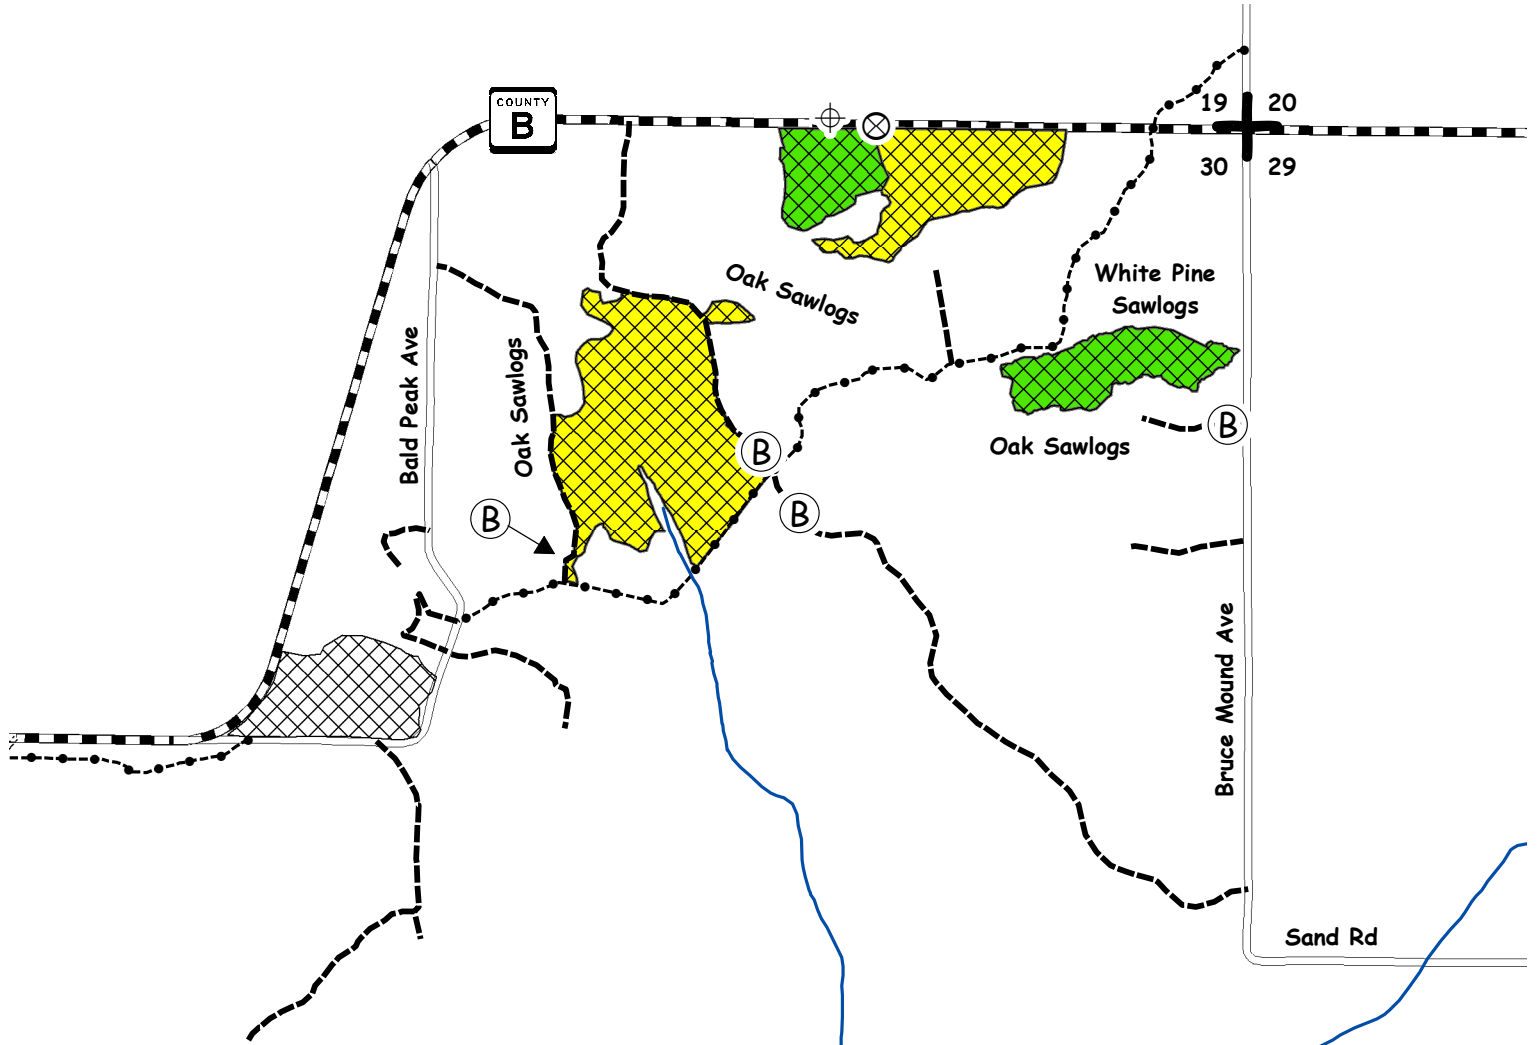 COUNTY
B
19 20
30 29
White Pine
Sawlogs
Oak Sawlogs
Oak Sawlogs
Bald Peak Ave
Oak Sawlogs
B
B
B
B
Bruce Mound Ave
Sand Rd